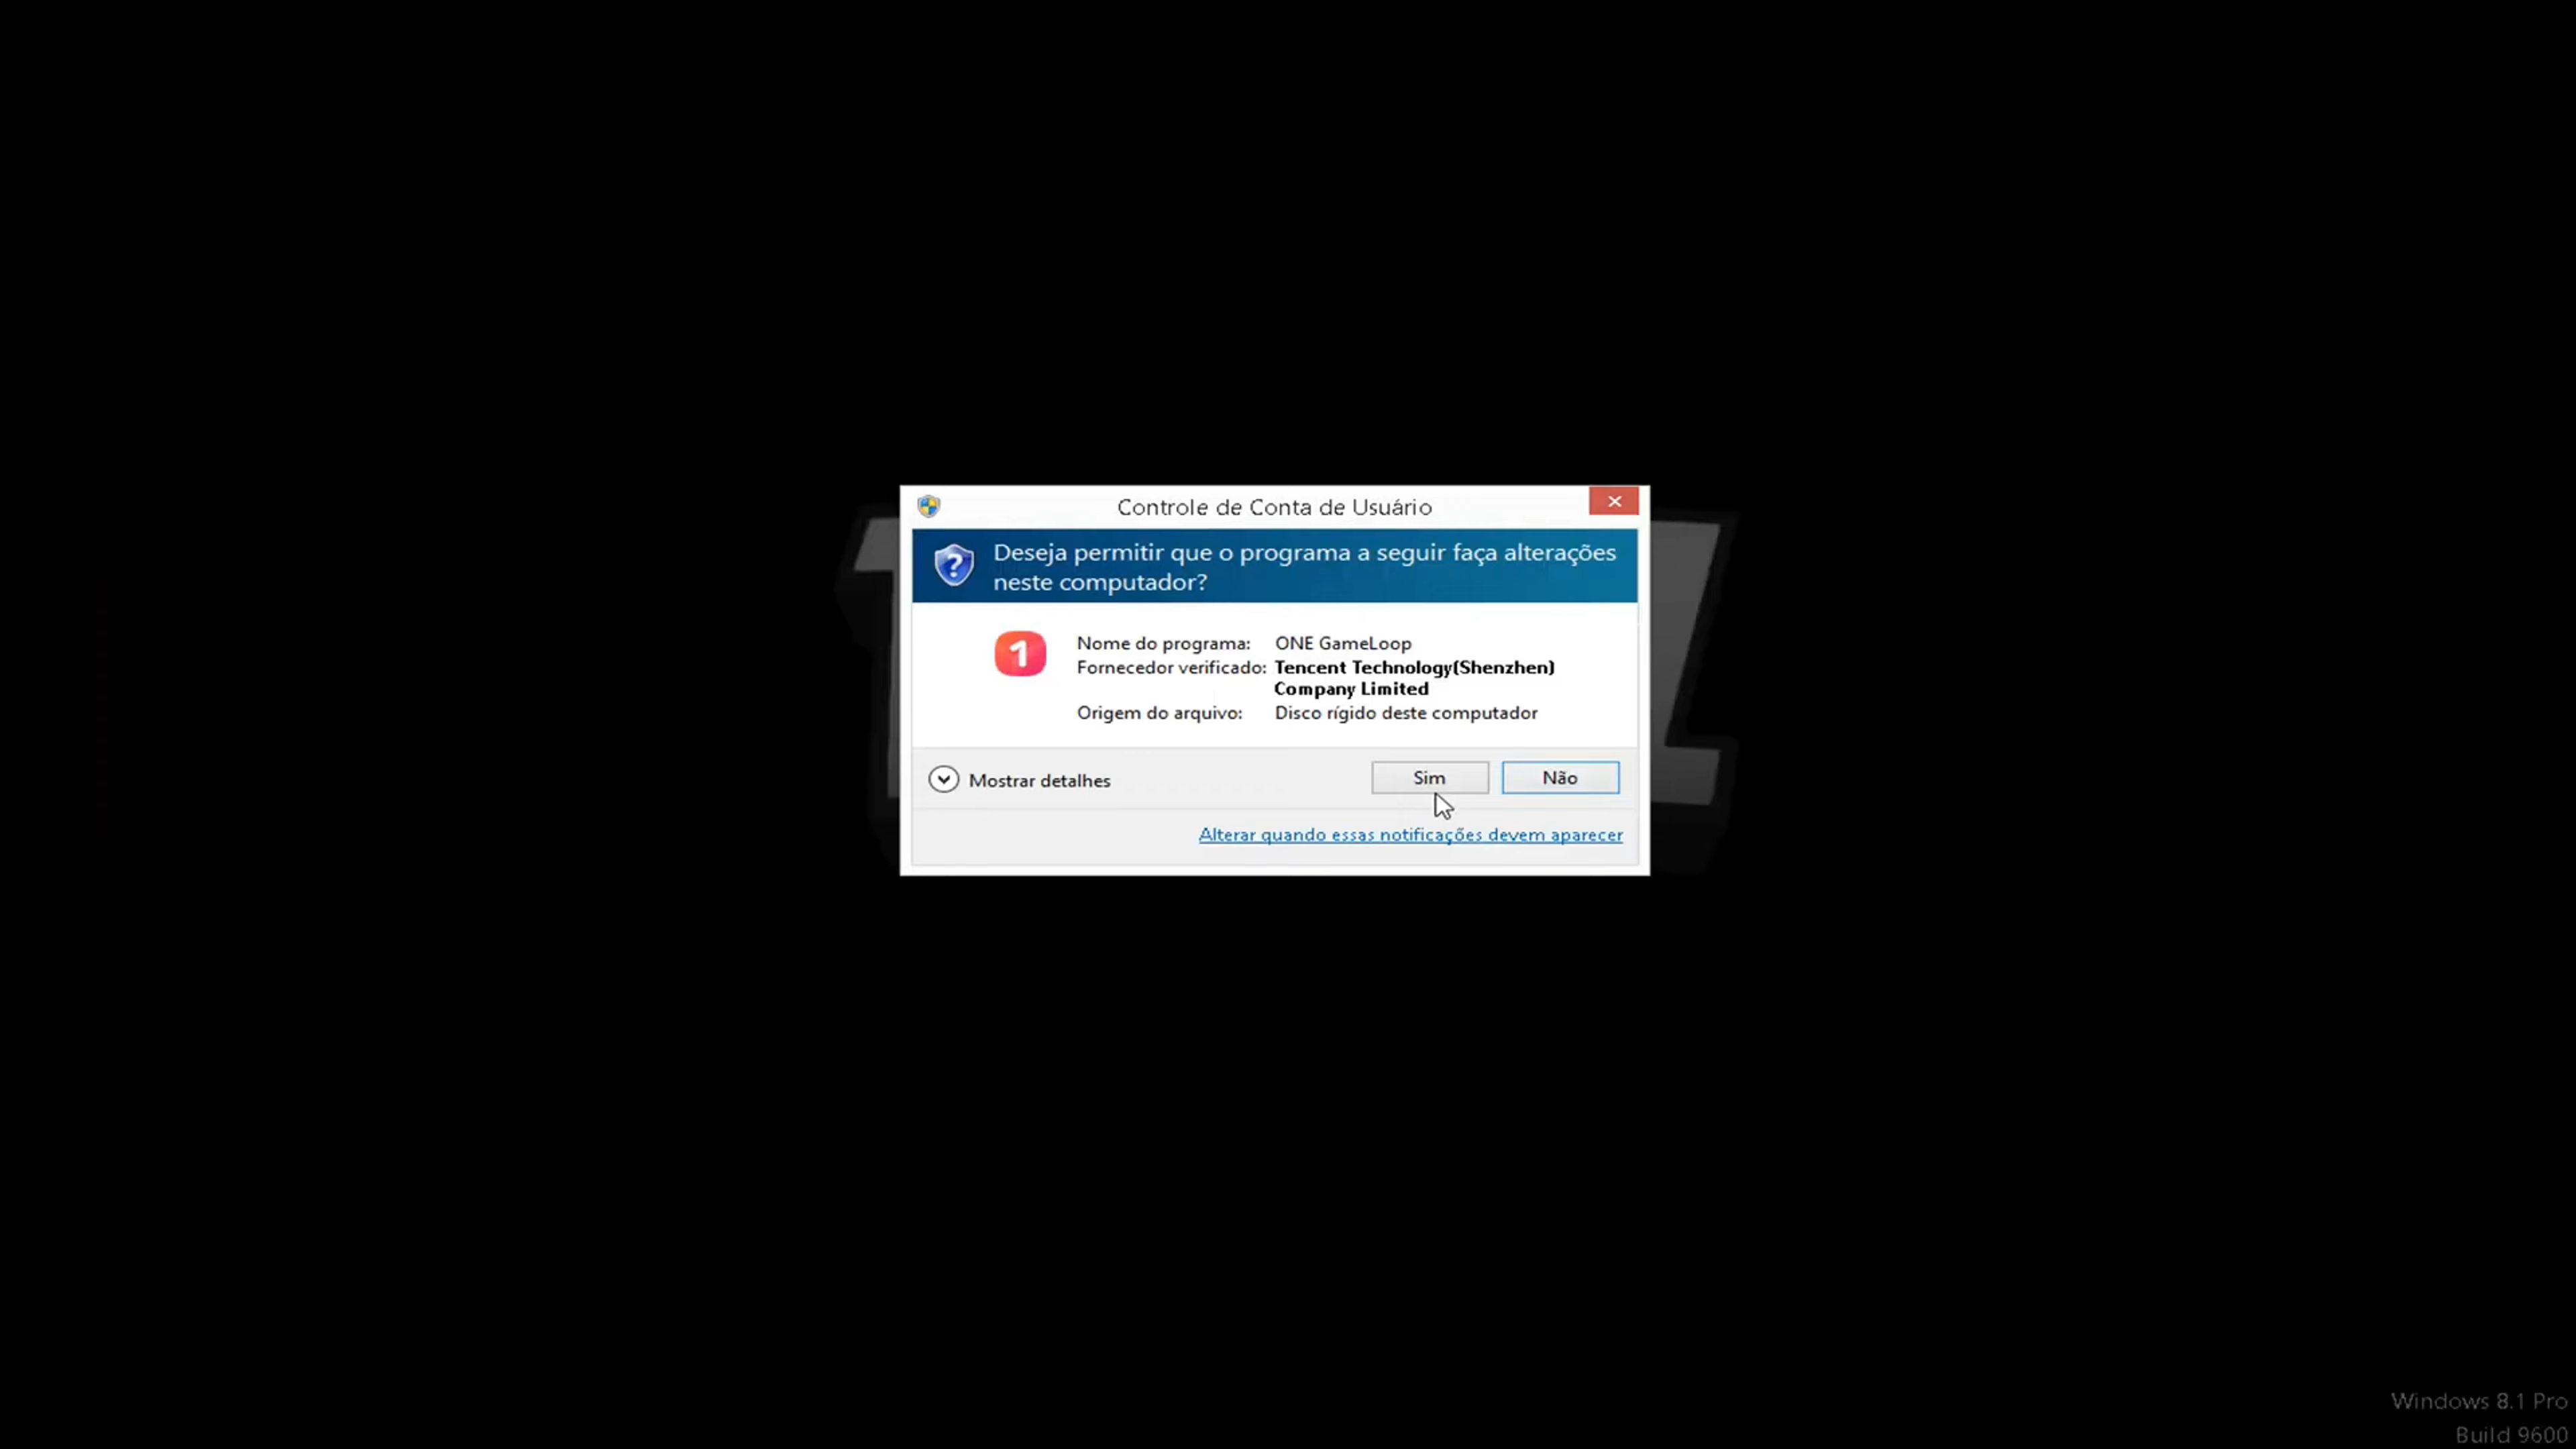 Controle de Conta de Usuário
Deseja permitir que o programa a seguir faça alterações
neste computador?
1
Nome do programa: ONE GameLoop
Fornecedor verificado: Tencent Technology(Shenzhen)
Company Limited
Origem do arquivo: Disco rígido deste computador
Mostrar detalhes
Sim
Não
Alterar quando essas notificações devem aparecer
Windows 8.1 Pro
Build 9600